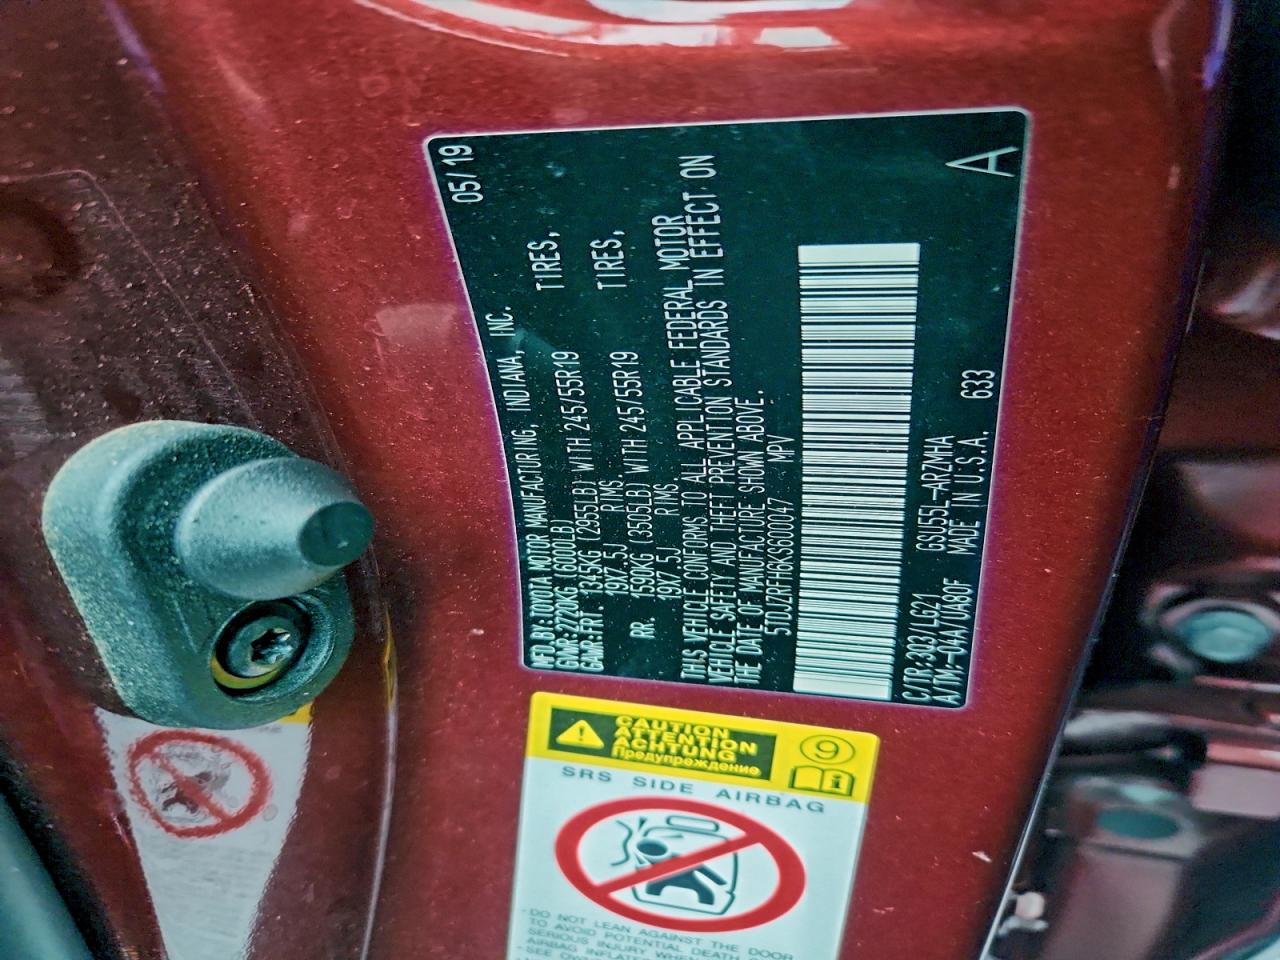 05/19
MFD.BY:TOYOTA MOTOR MANUFACTURING, INDIANA, INC.
GVWR:2720KG (6000LB)
GAWR:FRT. 1345KG (2955LB) WITH 245/55R19 TIRES,
19X7.5J RIMS.
RR. 1590KG (3505LB) WITH 245/55R19 TIRES,
19X7.5J RIMS.
THIS VEHICLE CONFORMS TO ALL APPLICABLE FEDERAL MOTOR
VEHICLE SAFETY AND THEFT PREVENTION STANDARDS IN EFFECT ON
THE DATE OF MANUFACTURE SHOWN ABOVE.
5TDJZRFH6KS600047 MPV
C/TR:3Q3/LG21 GSU55L-ARZNHA 633
A/TM-04A/UA80F MADE IN U.S.A.
A
CAUTION
ATTENTION
ACHTUNG
Предупреждение
9
SRS SIDE AIRBAG
- DO NOT LEAN AGAINST THE DOOR
TO AVOID POTENTIAL DEATH
SERIOUS INJURY WHEN
AIRBAG INFLATE